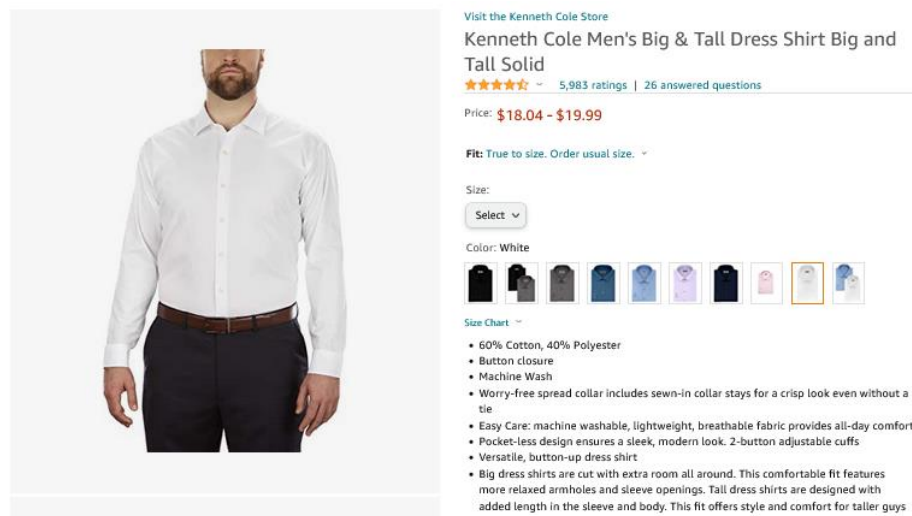 Visit the Kenneth Cole Store
Kenneth Cole Men's Big & Tall Dress Shirt Big and
Tall Solid
5,983 ratings | 26 answered questions
Price: $18.04 - $19.99
Fit: True to size. Order usual size.
Size:
Select
Color: White
Size Chart
• 60% Cotton, 40% Polyester
• Button closure
• Machine Wash
• Worry-free spread collar includes sewn-in collar stays for a crisp look even without a
tie
• Easy Care: machine washable, lightweight, breathable fabric provides all-day comfort
• Pocket-less design ensures a sleek, modern look. 2-button adjustable cuffs
• Versatile, button-up dress shirt
• Big dress shirts are cut with extra room all around. This comfortable fit features
more relaxed armholes and sleeve openings. Tall dress shirts are designed with
added length in the sleeve and body. This fit offers style and comfort for taller guys